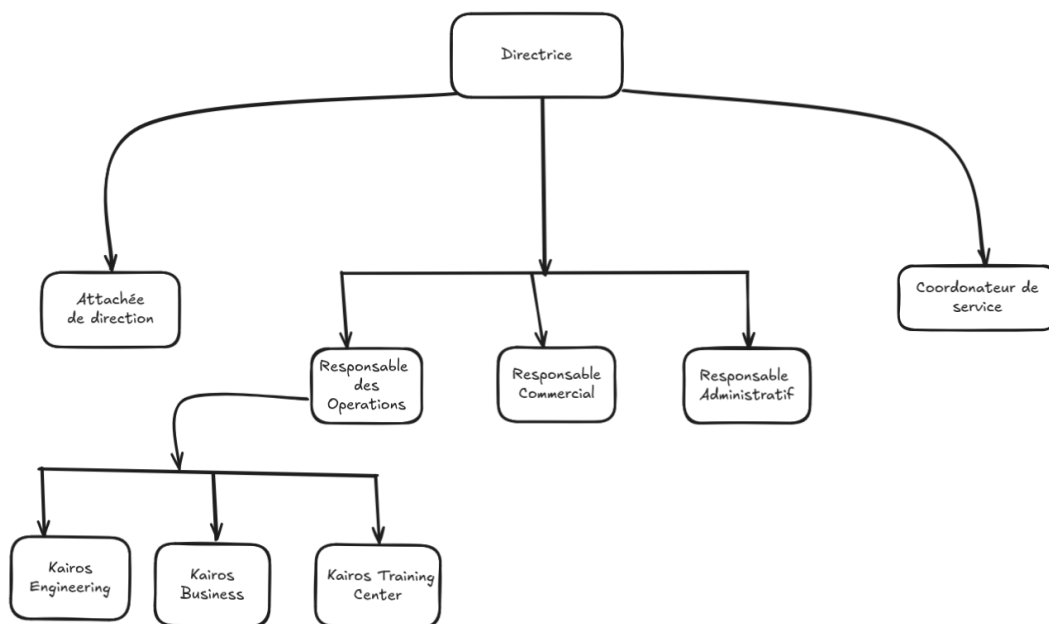 Directrice
Attachée
de direction
Coordonateur de
service
Responsable
des
Operations
Responsable
Commercial
Responsable
Administratif
Kairos
Engineering
Kairos
Business
Kairos Training
Center